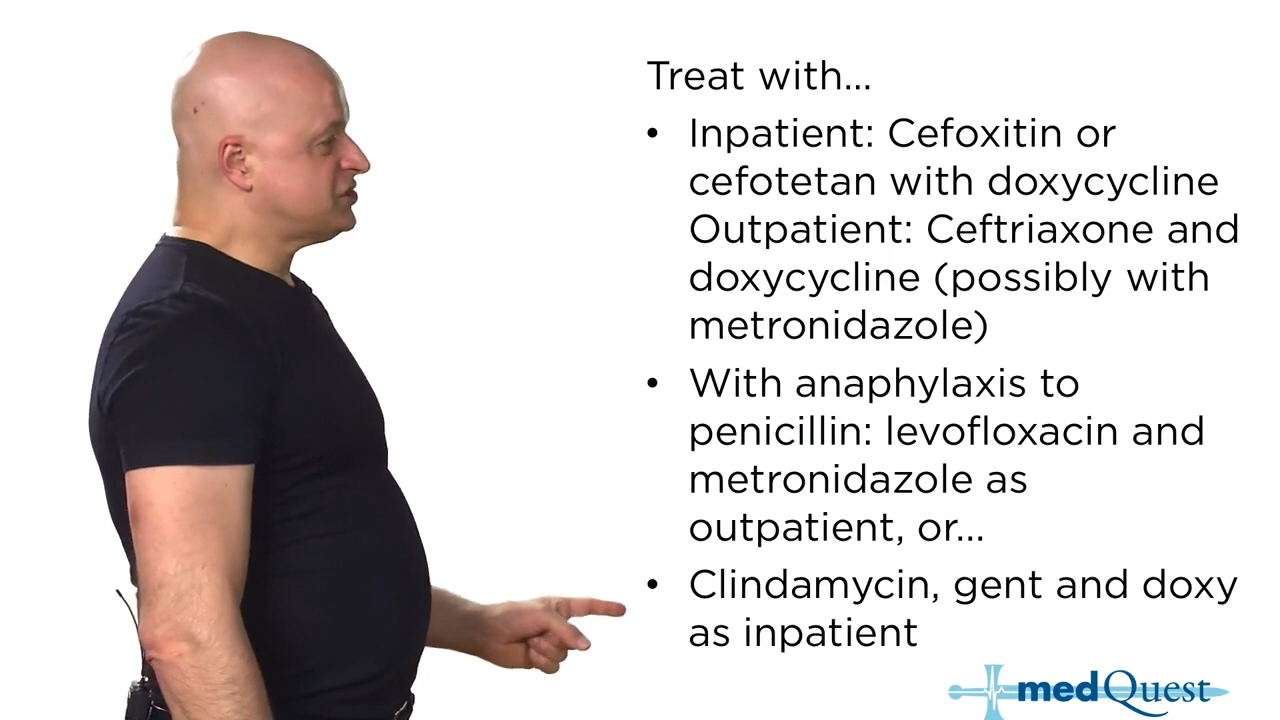 Treat with...
• Inpatient: Cefoxitin or
cefotetan with doxycycline
Outpatient: Ceftriaxone and
doxycycline (possibly with
metronidazole)
• With anaphylaxis to
penicillin: levofloxacin and
metronidazole as
outpatient, or...
• Clindamycin, gent and doxy
as inpatient
medQuest